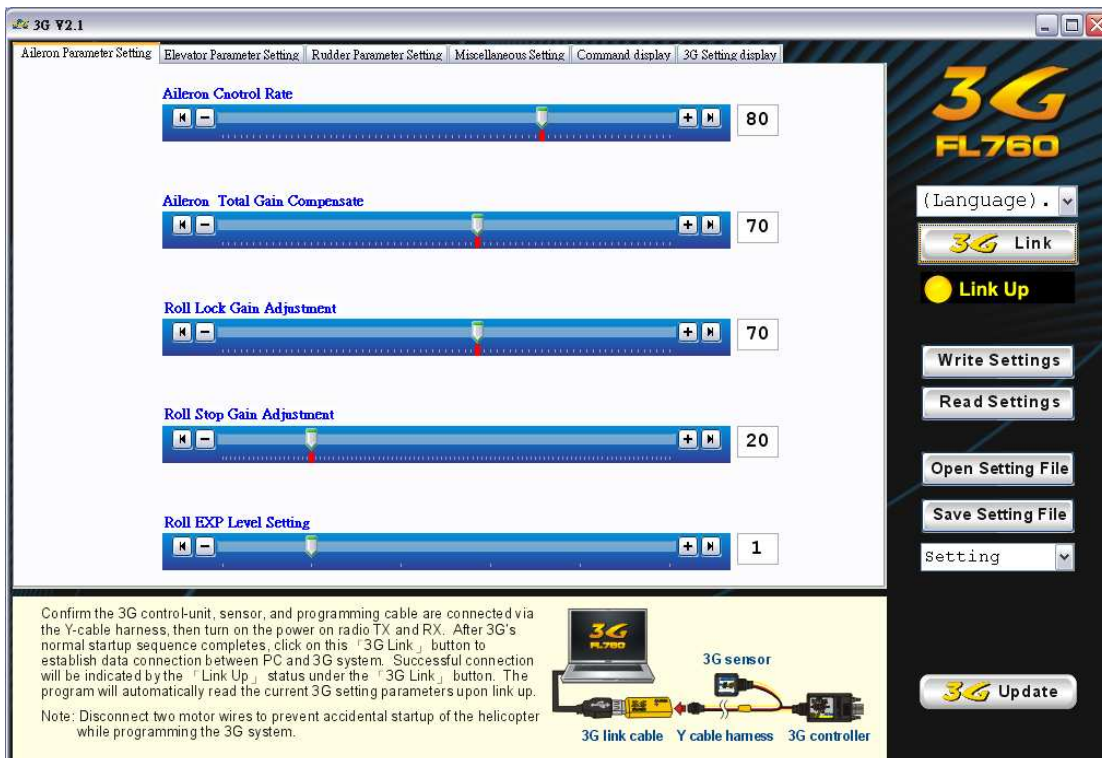 3G V2.1
Aileron Parameter Setting
Elevator Parameter Setting
Rudder Parameter Setting
Miscellaneous Setting
Command display
3G Setting display
Aileron Cnotrol Rate
80
Aileron Total Gain Compensate
70
Roll Lock Gain Adjustment
70
Roll Stop Gain Adjustment
20
Roll EXP Level Setting
1
3G
FL760
(Language).
3G Link
Link Up
Write Settings
Read Settings
Open Setting File
Save Setting File
Setting
3G Update
Confirm the 3G control-unit, sensor, and programming cable are connected via
the Y-cable harness, then turn on the power on radio TX and RX. After 3G's
normal startup sequence completes, click on this「3G Link」button to
establish data connection between PC and 3G system. Successful connection
will be indicated by the「Link Up」status under the「3G Link」button. The
program will automatically read the current 3G setting parameters upon link up.
Note: Disconnect two motor wires to prevent accidental startup of the helicopter
while programming the 3G system.
3G
FL760
3G sensor
3G link cable
Y cable harness
3G controller